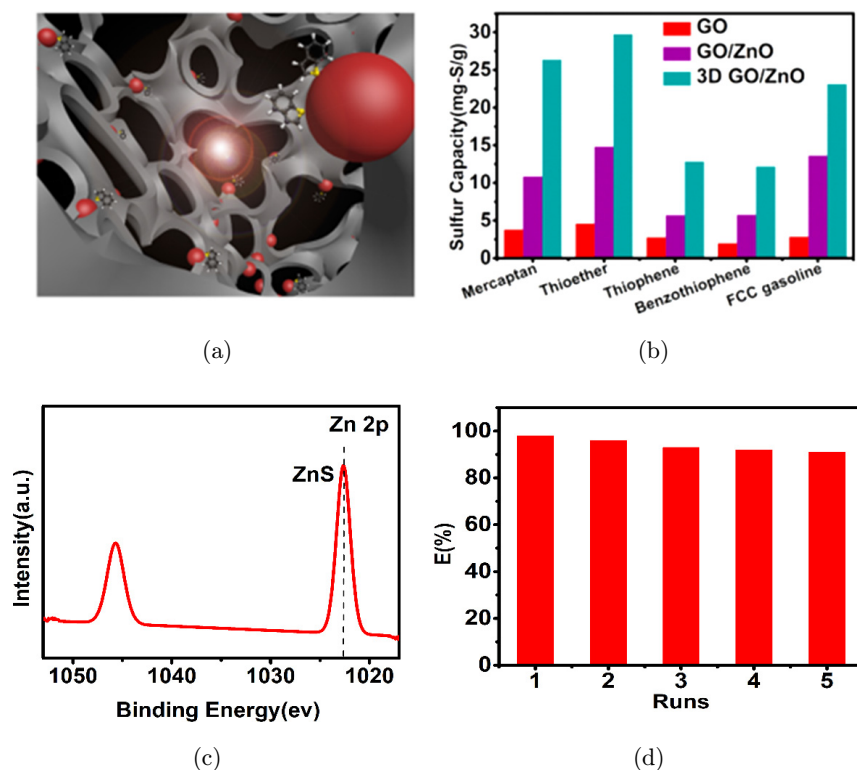 (a)
Sulfur Capacity(mg-S/g)
30
25
20
15
10
5
0
GO
GO/ZnO
3D GO/ZnO
Mercaptan
Thioether
Thiophene
Benzothiophene
FCC gasoline
(b)
Intensity(a.u.)
Zn 2p
ZnS
1050
1040
1030
1020
Binding Energy(ev)
(c)
E(%)
100
80
60
40
20
0
1
2
3
4
5
Runs
(d)